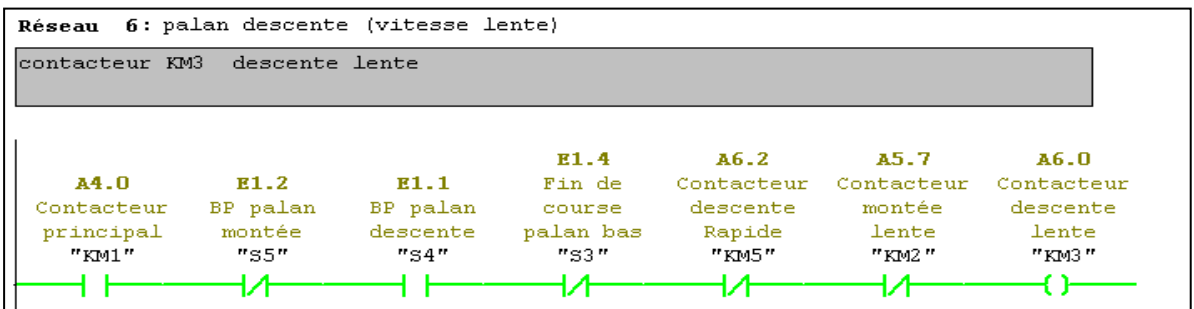 Réseau 6: palan descente (vitesse lente)
contacteur KM3 descente lente
E1.4 A6.2 A5.7 A6.0
A4.0 E1.2 E1.1 Fin de Contacteur Contacteur Contacteur
Contacteur BP palan BP palan course descente montée descente
principal montée descente palan bas Rapide lente lente
"KM1" "S5" "S4" "S3" "KM5" "KM2" "KM3"